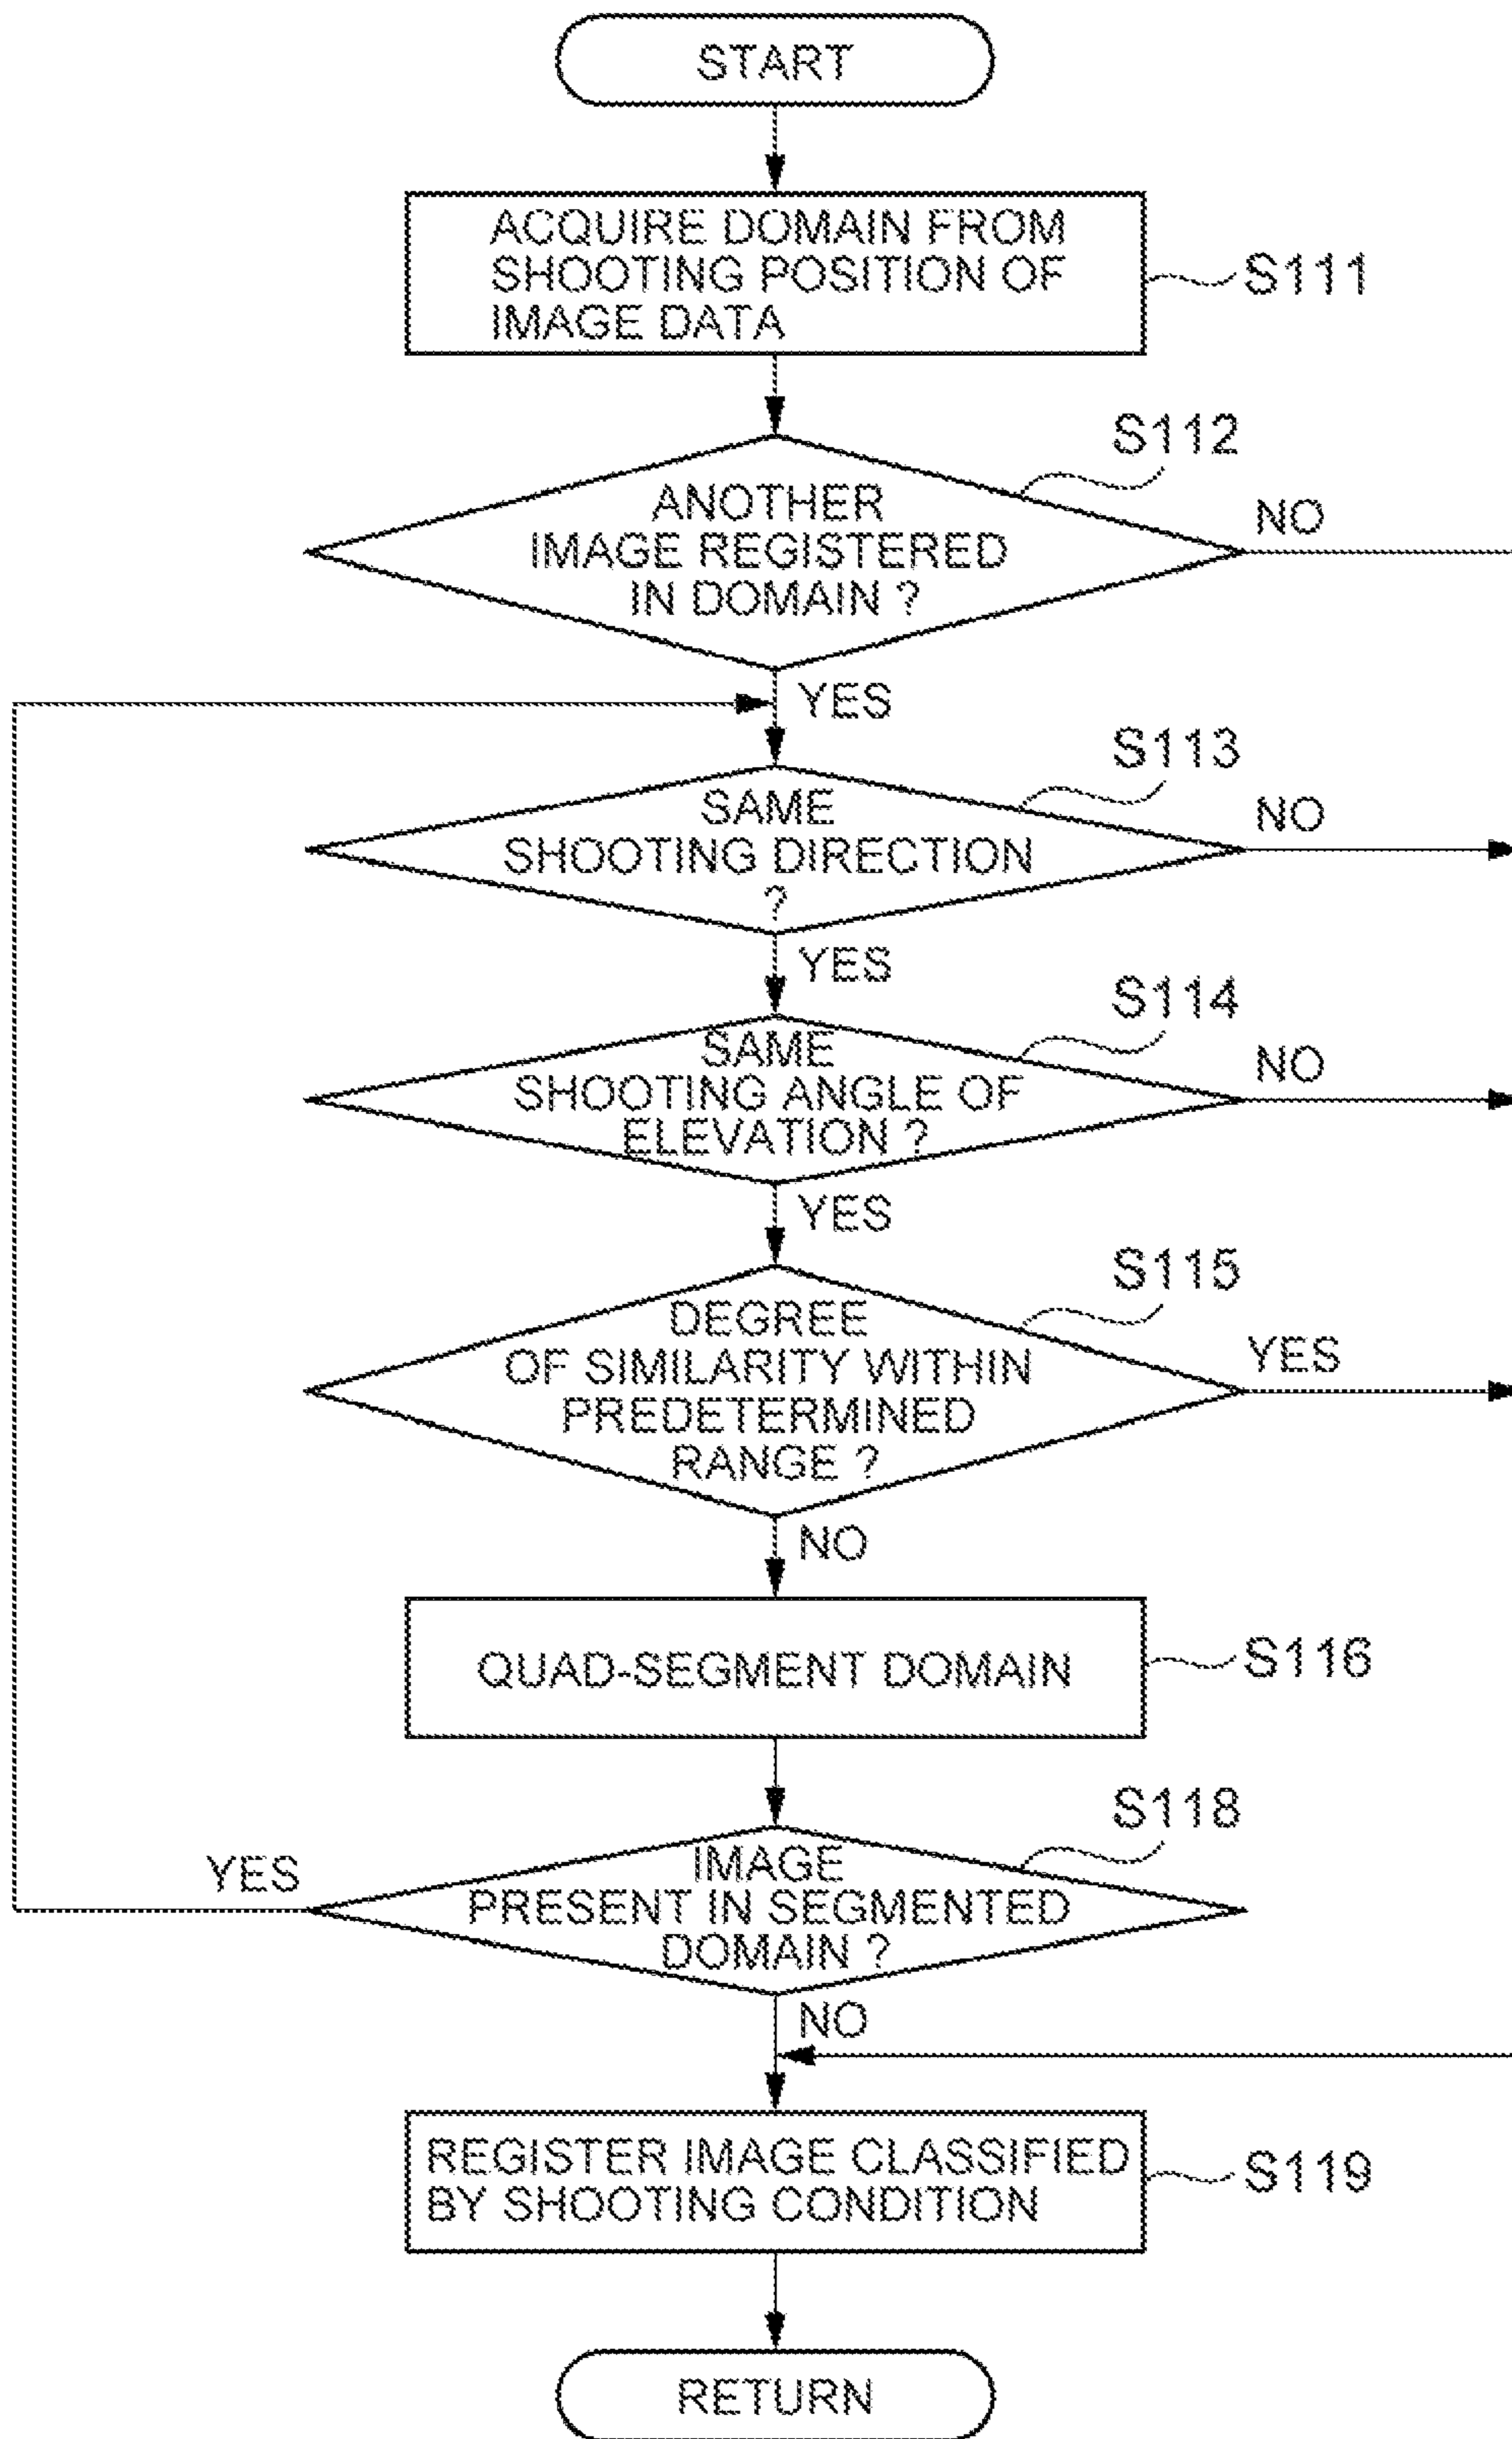 START
ACQUIRE DOMAIN FROM
SHOOTING POSITION OF
IMAGE DATA
S111
S112
ANOTHER
IMAGE REGISTERED
IN DOMAIN ?
NO
YES
S113
SAME
SHOOTING DIRECTION
?
NO
YES
S114
SAME
SHOOTING ANGLE OF
ELEVATION ?
NO
YES
S115
DEGREE
OF SIMILARITY WITHIN
PREDETERMINED
RANGE ?
YES
NO
QUAD-SEGMENT DOMAIN
S116
S118
IMAGE
PRESENT IN SEGMENTED
DOMAIN ?
YES
NO
REGISTER IMAGE CLASSIFIED
BY SHOOTING CONDITION
S119
RETURN